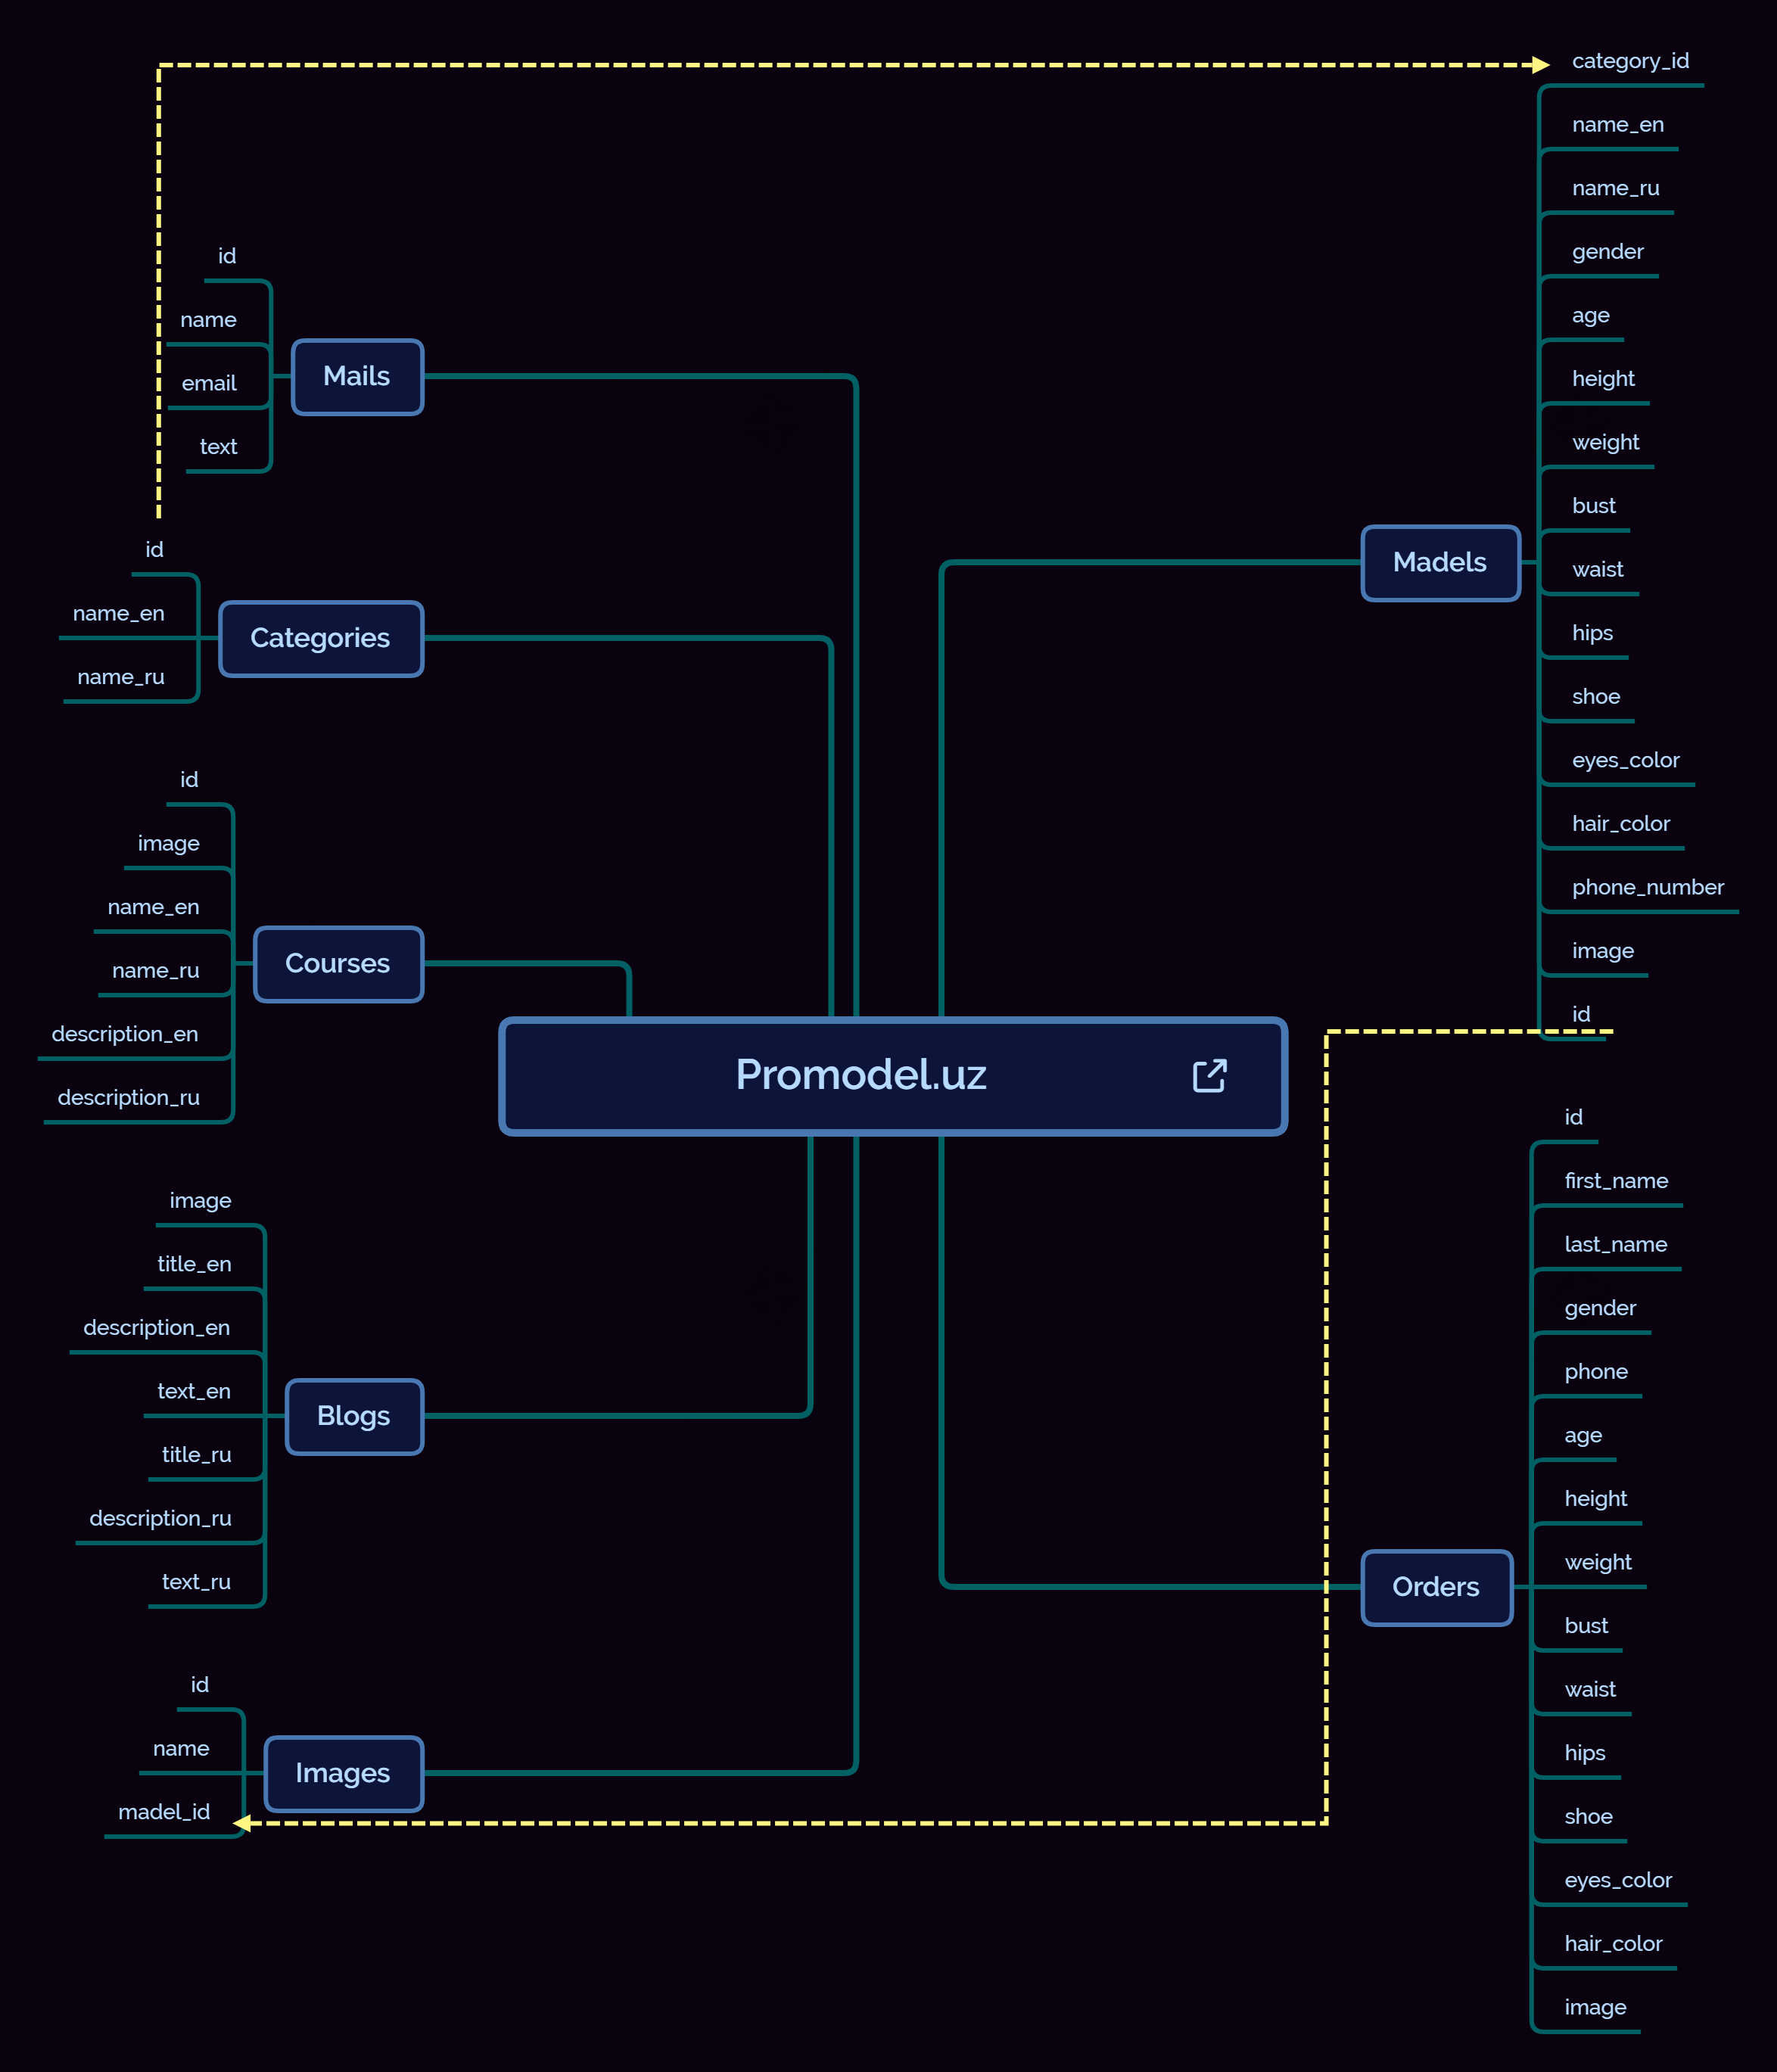 id
name
email
text
Mails
id
name_en
name_ru
Categories
id
image
name_en
name_ru
description_en
description_ru
Courses
image
title_en
description_en
text_en
title_ru
description_ru
text_ru
Blogs
id
name
madel_id
Images
Promodel.uz
Madels
category_id
name_en
name_ru
gender
age
height
weight
bust
waist
hips
shoe
eyes_color
hair_color
phone_number
image
id
Orders
id
first_name
last_name
gender
phone
age
height
weight
bust
waist
hips
shoe
eyes_color
hair_color
image